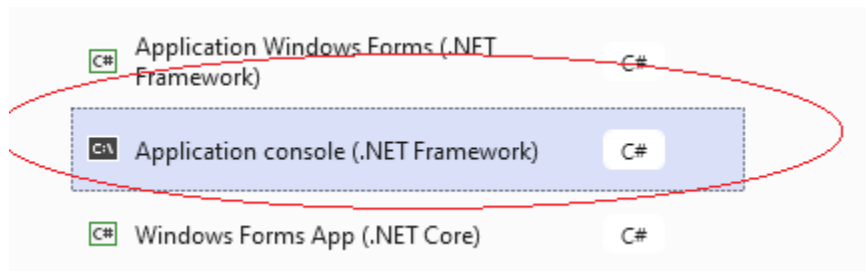 C# Application Windows Forms (.NET C#
Framework)
C:\ Application console (.NET Framework) C#
C# Windows Forms App (.NET Core) C#